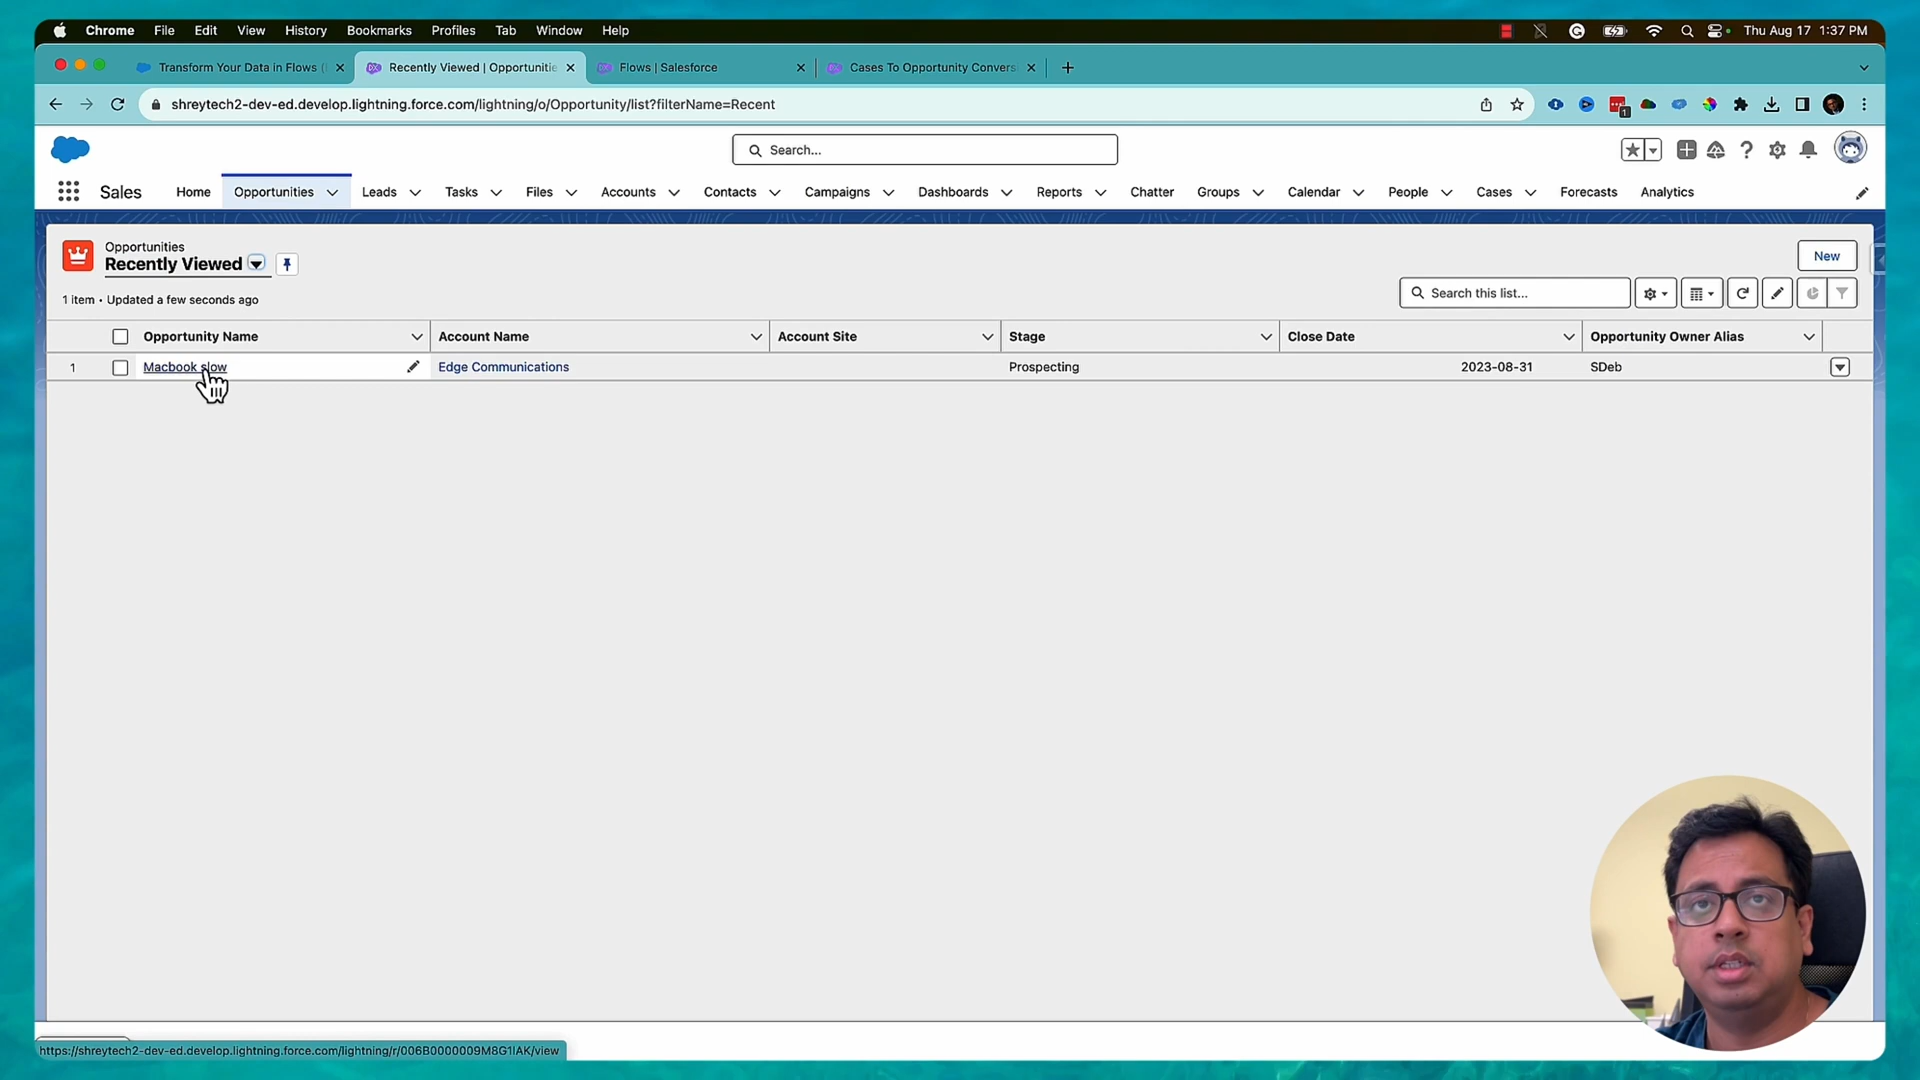 Chrome File Edit View History Bookmarks Profiles Tab Window Help Thu Aug 17 1:37 PM
Transform Your Data in Flows ( Recently Viewed | Opportunitie Flows | Salesforce Cases To Opportunity Convers
shreytech2-dev-ed.develop.lightning.force.com/lightning/o/Opportunity/list?filterName=Recent
1
Search...
Sales Home Opportunities Leads Tasks Files Accounts Contacts Campaigns Dashboards Reports Chatter Groups Calendar People Cases Forecasts Analytics
Opportunities
Recently Viewed
New
1 item • Updated a few seconds ago
Search this list...
Opportunity Name Account Name Account Site Stage Close Date Opportunity Owner Alias
1 Macbook slow Edge Communications Prospecting 2023-08-31 SDeb
https://shreytech2-dev-ed.develop.lightning.force.com/lightning/r/006B0000009M8G1IAK/view